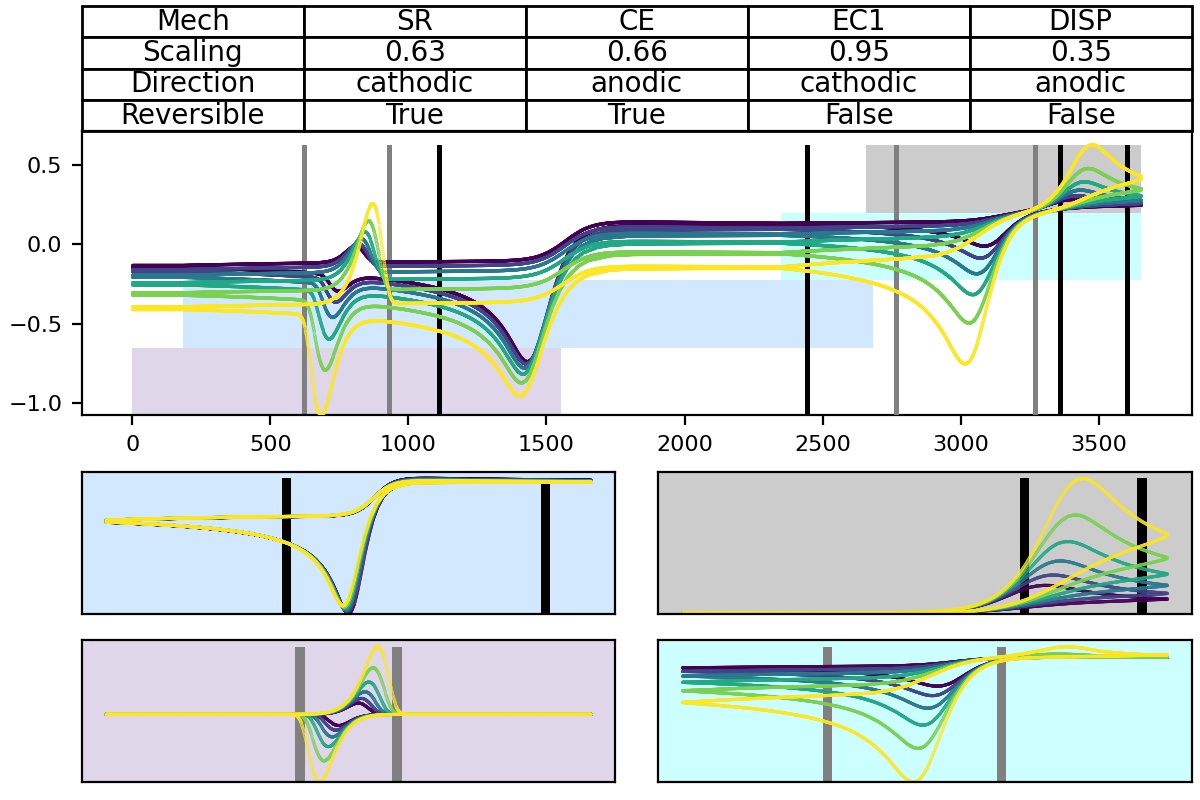 Mech SR CE EC1 DISP
Scaling 0.63 0.66 0.95 0.35
Direction cathodic anodic cathodic anodic
Reversible True True False False
0.5
0.0
−0.5
−1.0
0 500 1000 1500 2000 2500 3000 3500